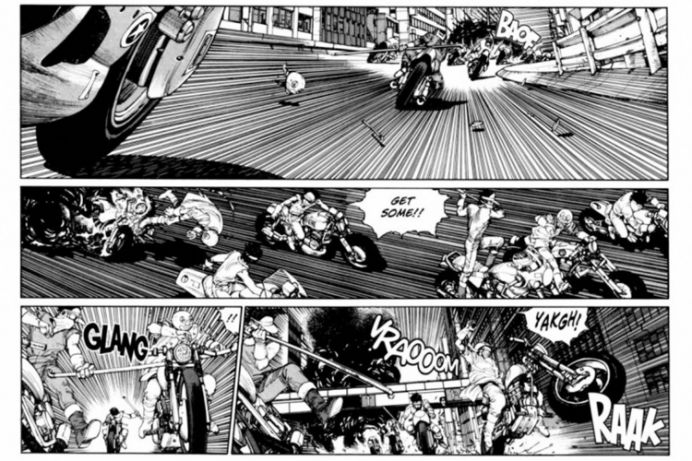 BAOT
GET
SOME!!
GLANG
!!
VRAOOOM
YAKGH!
RAAK